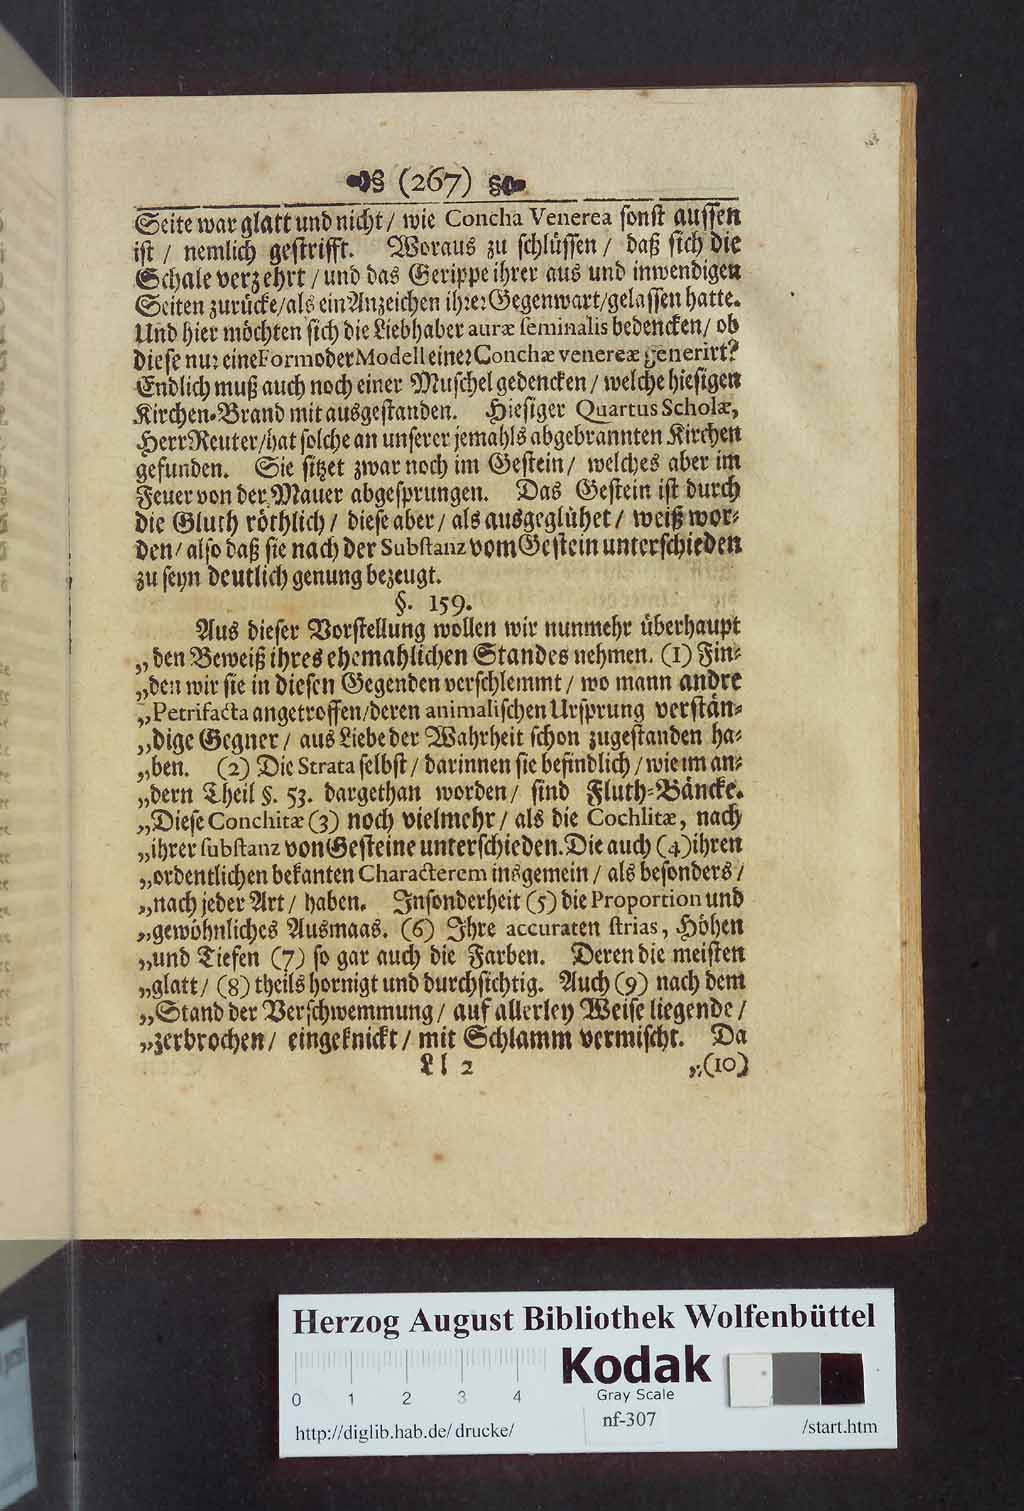 (267)
Seite war glatt und nicht / wie Concha Venerea sonst aussen
ist / nemlich gestrifft. Woraus zu schlüssen / daß sich die
Schale verzehrt / und das Gerippe ihrer aus und inwendigen
Seiten zurücke / als ein Anzeichen ihrer Gegenwart / gelassen hatte.
Und hier möchten sich die Liebhaber auræ seminalis bedencken / ob
diese nur eine Form oder Modell einer Conchæ venereæ generirt?
Endlich muß auch noch einer Muschel gedencken / welche hiesigen
Kirchen-Brand mit ausgestanden. Hiesiger Quartus Scholæ,
Herr Reuter / hat solche an unserer jemahls abgebrannten Kirchen
gefunden. Sie sitzet zwar noch im Gestein / welches aber im
Feuer von der Mauer abgesprungen. Das Gestein ist durch
die Gluth röthlich / diese aber / als ausgeglühet / weiß wor-
den / also daß sie nach der Substanz vom Gestein unterschieden
zu seyn deutlich genung bezeugt.
§. 159.
Aus dieser Vorstellung wollen wir nunmehr überhaupt
„den Beweiß ihres ehemahlichen Standes nehmen. (1) Fin-
„den wir sie in diesen Gegenden verschlemmt / wo mann andre
„Petrifacta angetroffen / deren animalischen Ursprung verstän-
„dige Gegner / aus Liebe der Wahrheit schon zugestanden ha-
„ben. (2) Die Strata selbst / darinnen sie befindlich / wie im an-
„dern Theil §. 53. dargethan worden / sind Fluth-Bäncke.
„Diese Conchitæ (3) noch vielmehr / als die Cochlitæ, nach
„ihrer substanz von Gesteine unterschieden. Die auch (4) ihren
„ordentlichen bekanten Characterem insgemein / als besonders /
„nach jeder Art / haben. Insonderheit (5) die Proportion und
„gewöhnliches Ausmaas. (6) Ihre accuraten strias, Höhen
„und Tiefen (7) so gar auch die Farben. Deren die meisten
„glatt / (8) theils hornigt und durchsichtig. Auch (9) nach dem
„Stand der Verschwemmung / auf allerley Weise liegende /
„zerbrochen / eingeknickt / mit Schlamm vermischt. Da
Ll 2 „(10)
Herzog August Bibliothek Wolfenbüttel
0 1 2 3 4
Kodak
Gray Scale
nf-307
http://diglib.hab.de/ drucke/
/start.htm